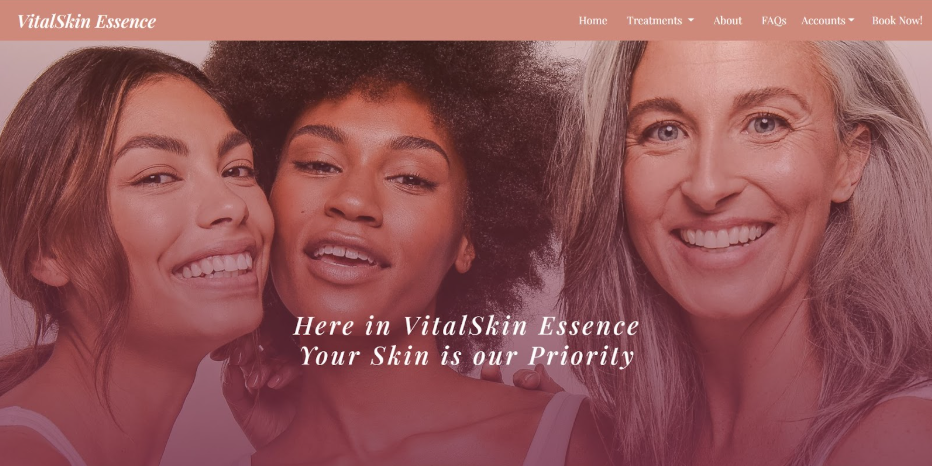 VitalSkin Essence
Home Treatments About FAQs Accounts Book Now!
Here in VitalSkin Essence
Your Skin is our Priority